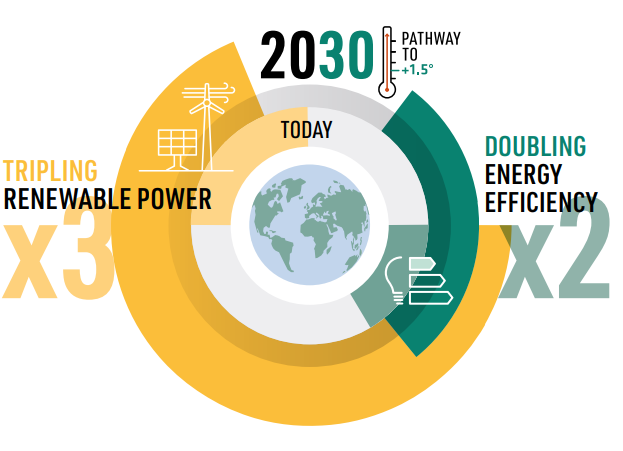 2030
PATHWAY
TO
+1.5°
TODAY
TRIPLING
RENEWABLE POWER
x3
DOUBLING
ENERGY
EFFICIENCY
x2